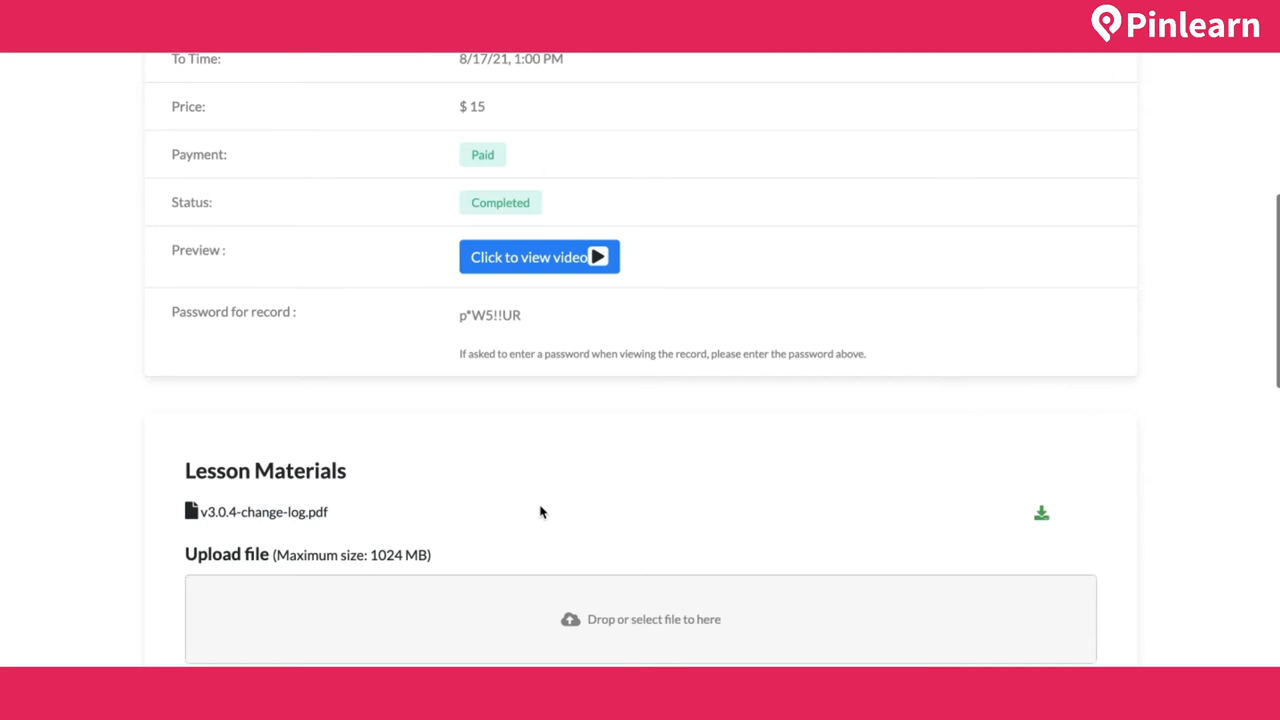 Pinlearn
To Time: 8/17/21, 1:00 PM
Price: $ 15
Payment: Paid
Status: Completed
Preview : Click to view video
Password for record : p*W5!!UR
If asked to enter a password when viewing the record, please enter the password above.
Lesson Materials
v3.0.4-change-log.pdf
Upload file (Maximum size: 1024 MB)
Drop or select file to here